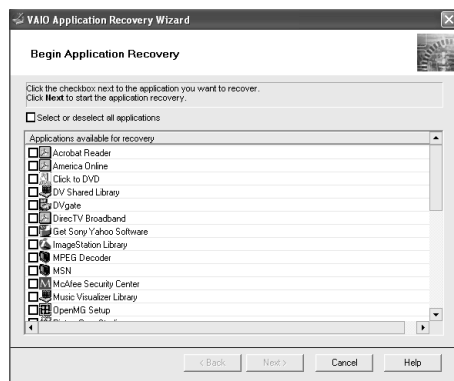 VAIO Application Recovery Wizard
Begin Application Recovery
Click the checkbox next to the application you want to recover.
Click Next to start the application recovery.
Select or deselect all applications
Applications available for recovery
Acrobat Reader
America Online
Click to DVD
DV Shared Library
DVgate
DirecTV Broadband
Get Sony Yahoo Software
ImageStation Library
MPEG Decoder
MSN
McAfee Security Center
Music Visualizer Library
OpenMG Setup
< Back
Next >
Cancel
Help